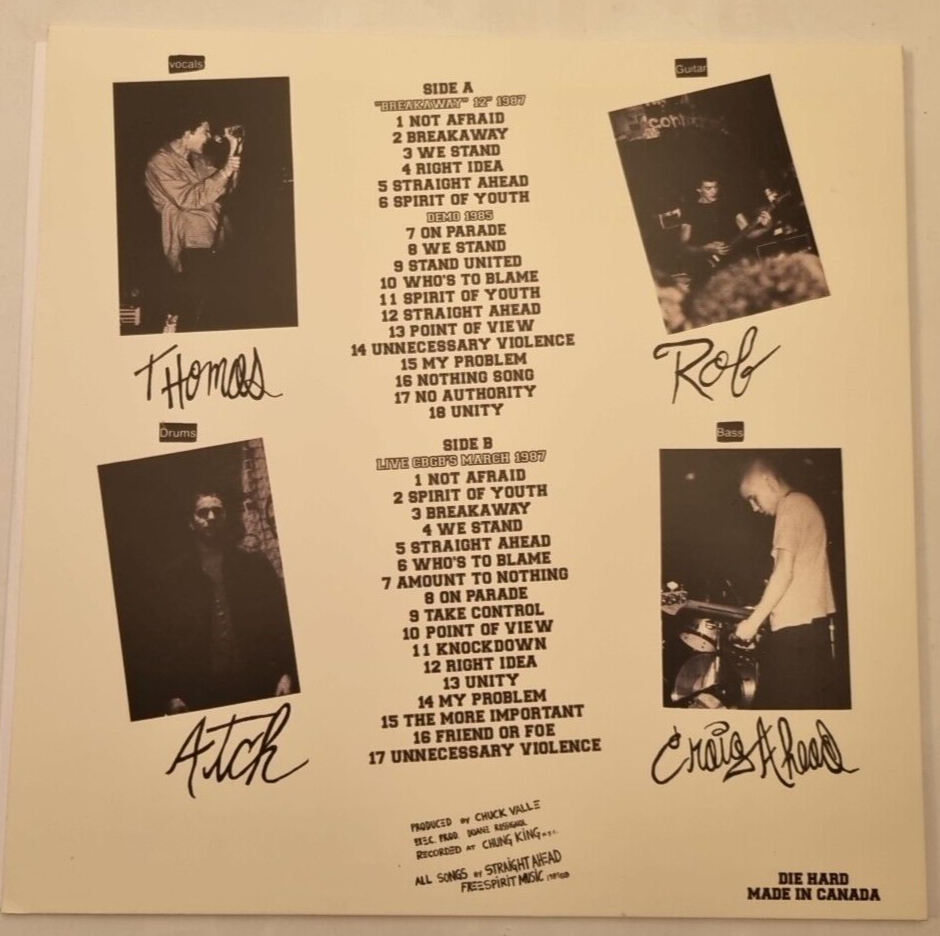 vocals
Guitar
SIDE A
"BREAKAWAY" 12" 1987
1 NOT AFRAID
2 BREAKAWAY
3 WE STAND
4 RIGHT IDEA
5 STRAIGHT AHEAD
6 SPIRIT OF YOUTH
DEMO 1985
7 ON PARADE
8 WE STAND
9 STAND UNITED
10 WHO'S TO BLAME
11 SPIRIT OF YOUTH
12 STRAIGHT AHEAD
13 POINT OF VIEW
14 UNNECESSARY VIOLENCE
15 MY PROBLEM
16 NOTHING SONG
17 NO AUTHORITY
18 UNITY
Thomas
Rob
Drums
Bass
SIDE B
LIVE CBGB'S MARCH 1987
1 NOT AFRAID
2 SPIRIT OF YOUTH
3 BREAKAWAY
4 WE STAND
5 STRAIGHT AHEAD
6 WHO'S TO BLAME
7 AMOUNT TO NOTHING
8 ON PARADE
9 TAKE CONTROL
10 POINT OF VIEW
11 KNOCKDOWN
12 RIGHT IDEA
13 UNITY
14 MY PROBLEM
15 THE MORE IMPORTANT
16 FRIEND OR FOE
17 UNNECESSARY VIOLENCE
Atch
Craig Ahead
PRODUCED BY CHUCK VALLE
EXEC. PROD. DUANE ROSSIGNOL
RECORDED AT CHUNG KING N.Y.C.
ALL SONGS BY STRAIGHT AHEAD
FREESPIRIT MUSIC
DIE HARD
MADE IN CANADA